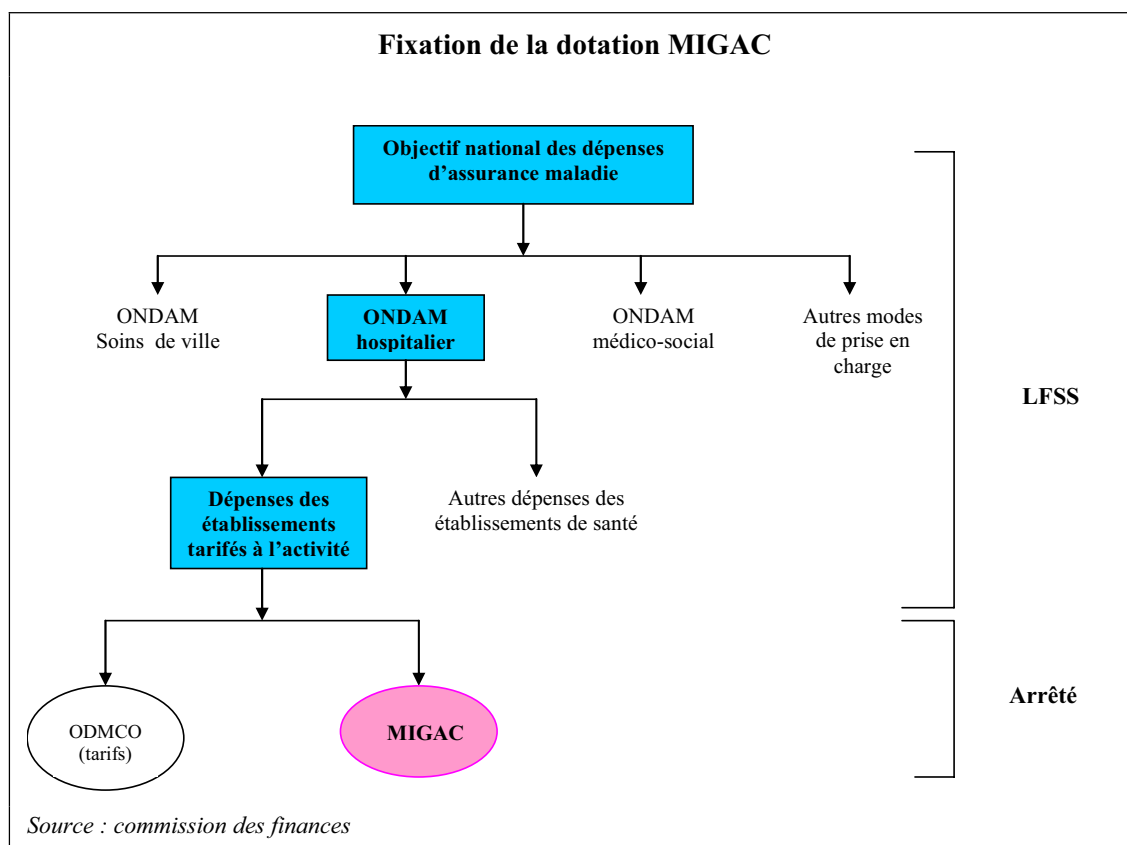 Fixation de la dotation MIGAC
Objectif national des dépenses
d'assurance maladie
ONDAM
Soins de ville
ONDAM
hospitalier
ONDAM
médico-social
Autres modes
de prise en
charge
LFSS
Dépenses des
établissements
tarifés à l'activité
Autres dépenses des
établissements de santé
ODMCO
(tarifs)
MIGAC
Arrêté
Source : commission des finances